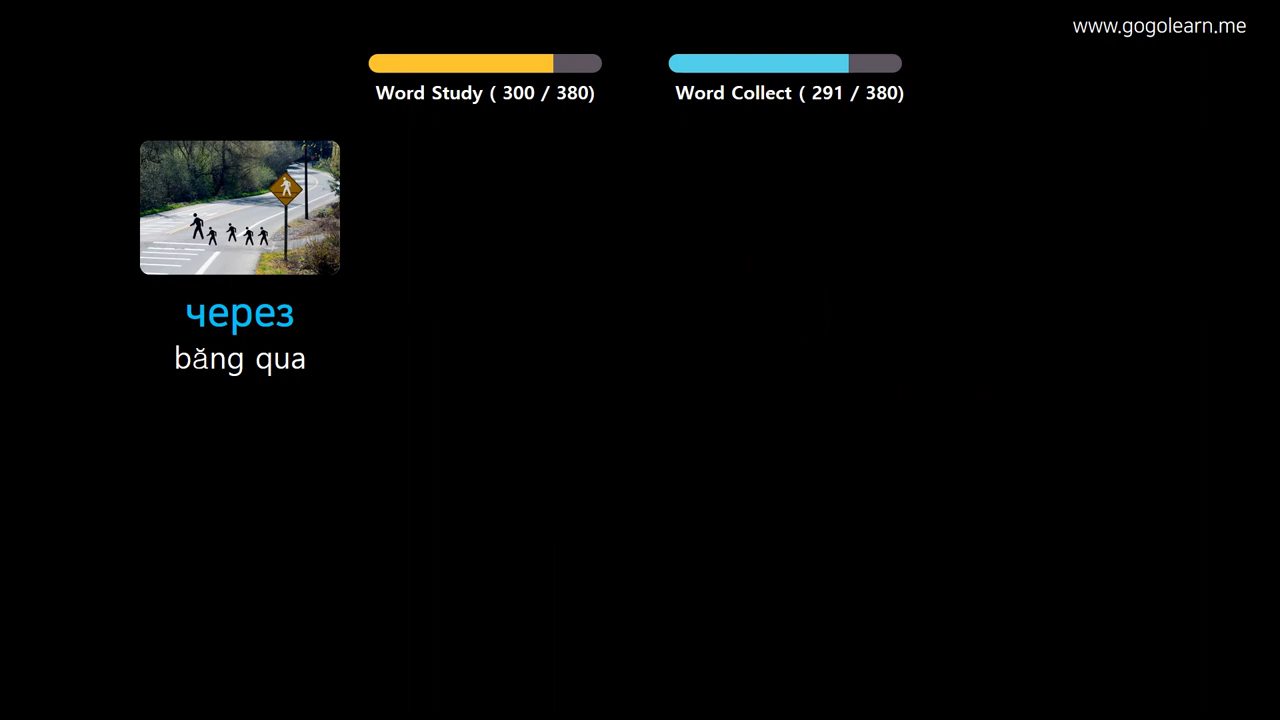 www.gogolearn.me
Word Study ( 300 / 380)
Word Collect ( 291 / 380)
через
băng qua